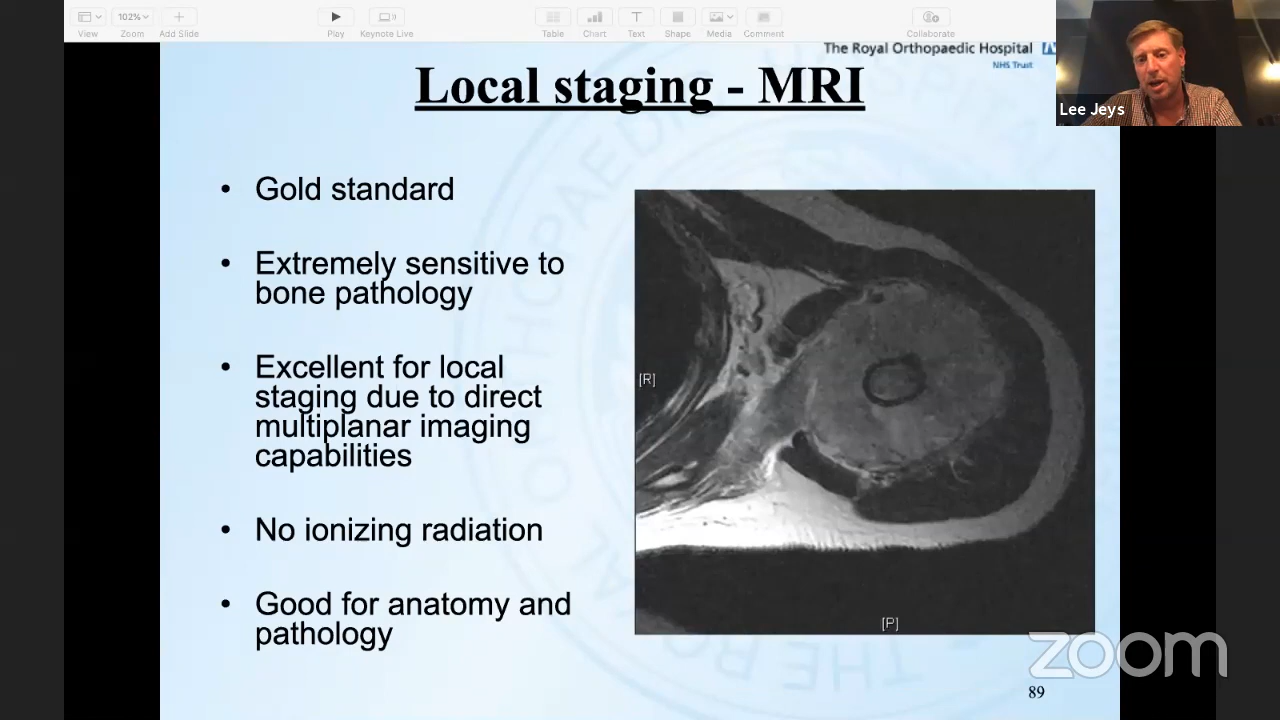 View
Zoom
Add Slide
Play
Keynote Live
Table
Chart
Text
Shape
Media
Comment
Collaborate
102%
T
The Royal Orthopaedic Hospital
NHS Trust
Lee Jeys
Local staging - MRI
• Gold standard
• Extremely sensitive to
bone pathology
• Excellent for local
staging due to direct
multiplanar imaging
capabilities
• No ionizing radiation
• Good for anatomy and
pathology
[R]
[P]
zoom
89